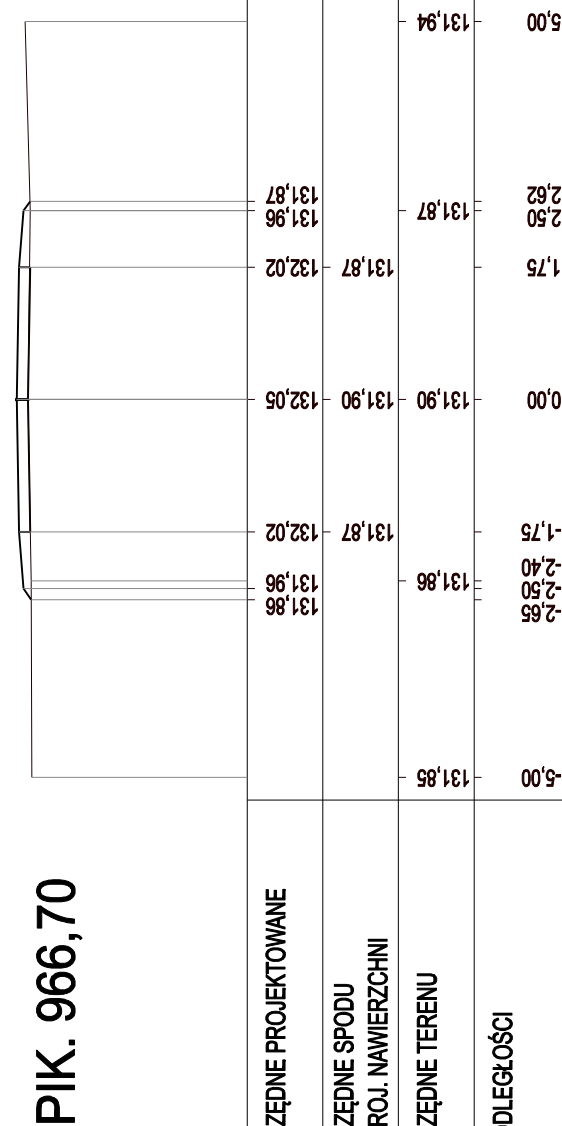 PIK. 966,70
ZĘDNE PROJEKTOWANE
131,86 131,96 132,02 132,05 132,02 131,96 131,87
ZĘDNE SPODU
ROJ. NAWIERZCHNI
131,87 131,90 131,87
ZĘDNE TERENU
131,85 131,86 131,90 131,87 131,94
DLEGŁOŚCI
-5,00 -2,65 -2,50 -2,40 -1,75 0,00 1,75 2,50 2,62 5,00